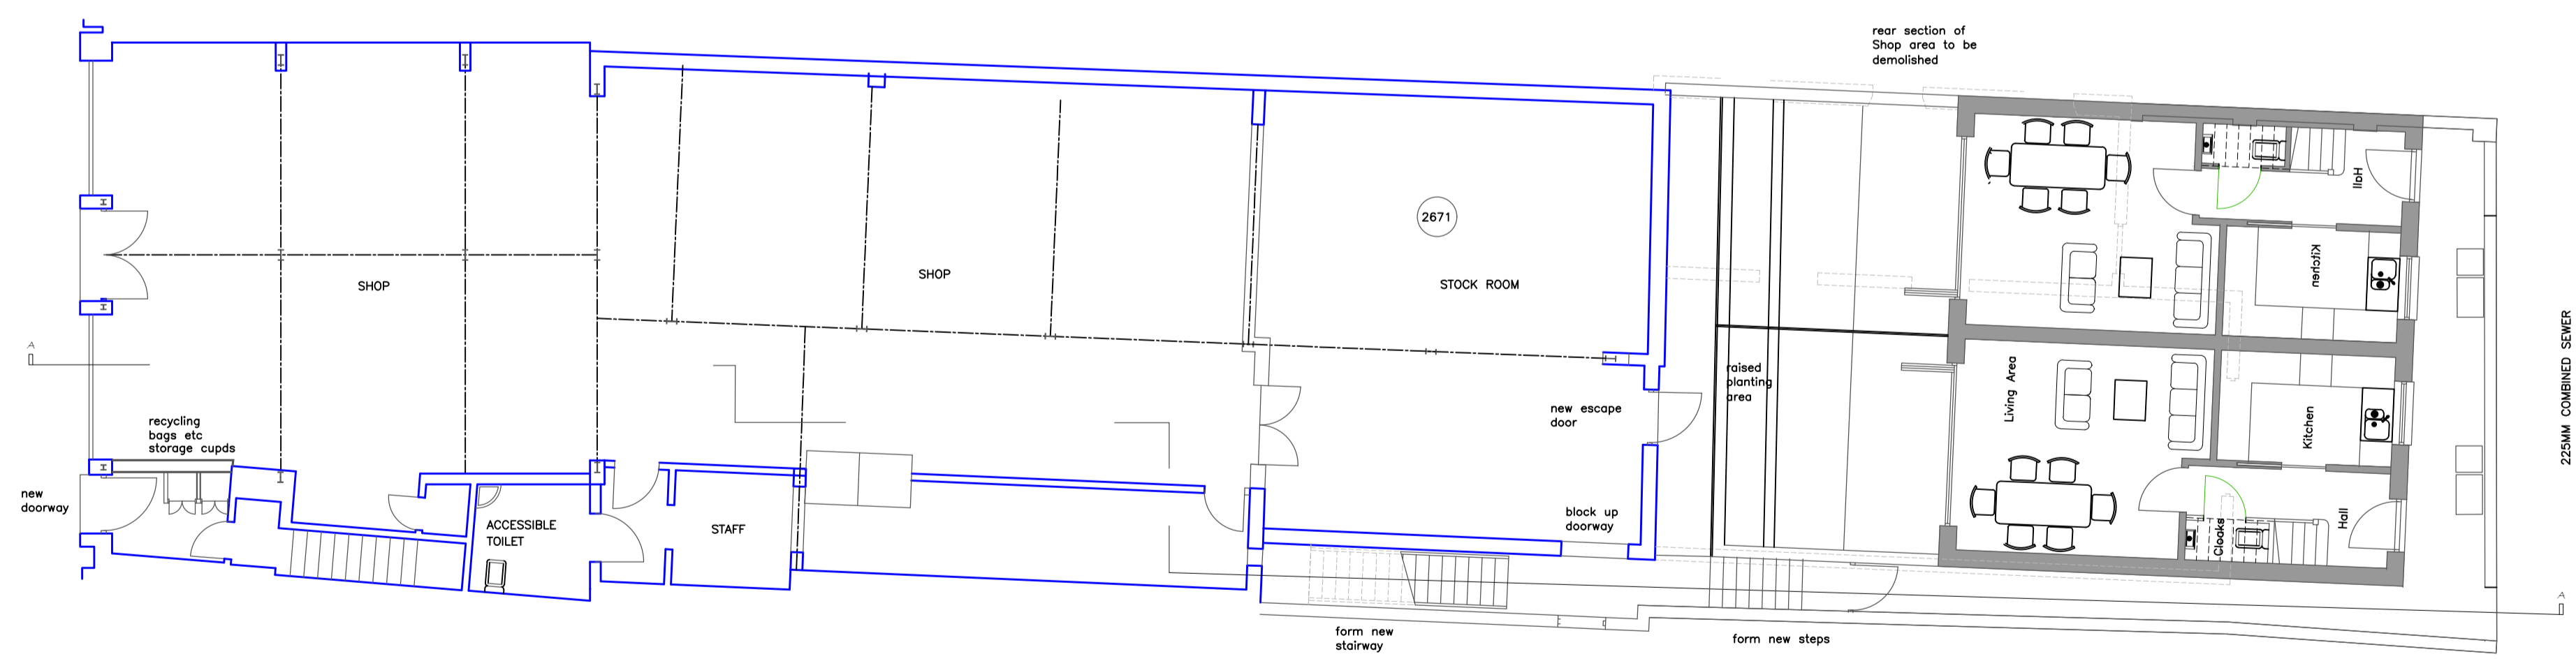 rear section of
Shop area to be
demolished
Hall
2671
SHOP
SHOP
STOCK ROOM
Kitchen
A
raised
planting
area
Living Area
225MM COMBINED SEWER
recycling
bags etc
storage cupds
new escape
door
Kitchen
new
doorway
ACCESSIBLE
TOILET
STAFF
block up
doorway
Cloaks
Hall
A
form new
stairway
form new steps